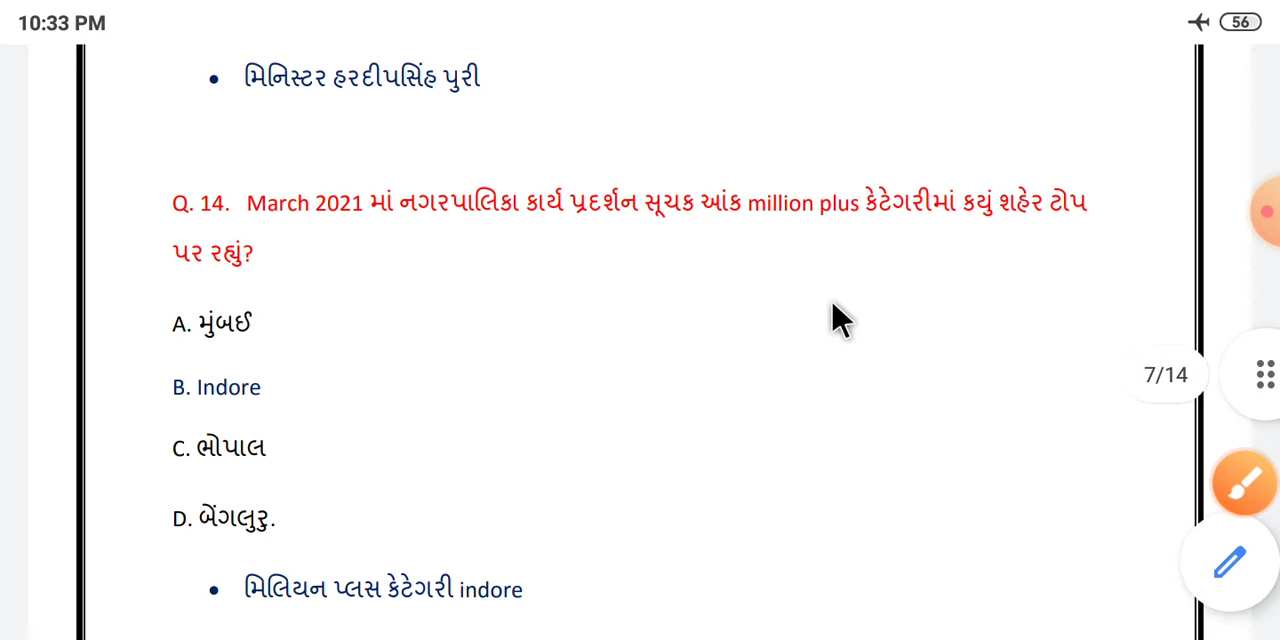 10:33 PM
56
• મિનિસ્ટર હરદીપસિંહ પુરી
Q. 14. March 2021 માં નગરપાલિકા કાર્ય પ્રદર્શન સૂચક આંક million plus કેટેગરીમાં કયું શહેર ટોપ
પર રહ્યું?
A. મુંબઈ
B. Indore
7/14
C. ભોપાલ
D. બેંગલુરુ.
• મિલિયન પ્લસ કેટેગરી indore